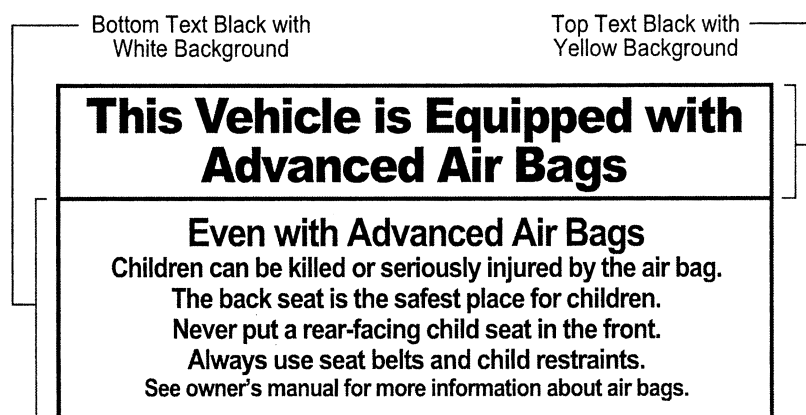 Bottom Text Black with
White Background
Top Text Black with
Yellow Background
This Vehicle is Equipped with
Advanced Air Bags
Even with Advanced Air Bags
Children can be killed or seriously injured by the air bag.
The back seat is the safest place for children.
Never put a rear-facing child seat in the front.
Always use seat belts and child restraints.
See owner's manual for more information about air bags.